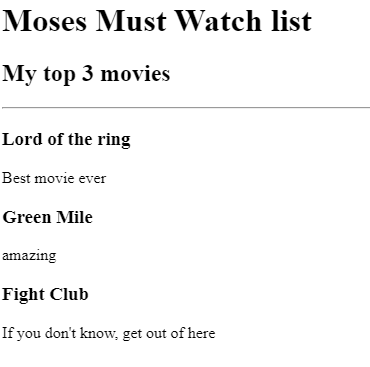 Moses Must Watch list
My top 3 movies
Lord of the ring
Best movie ever
Green Mile
amazing
Fight Club
If you don't know, get out of here